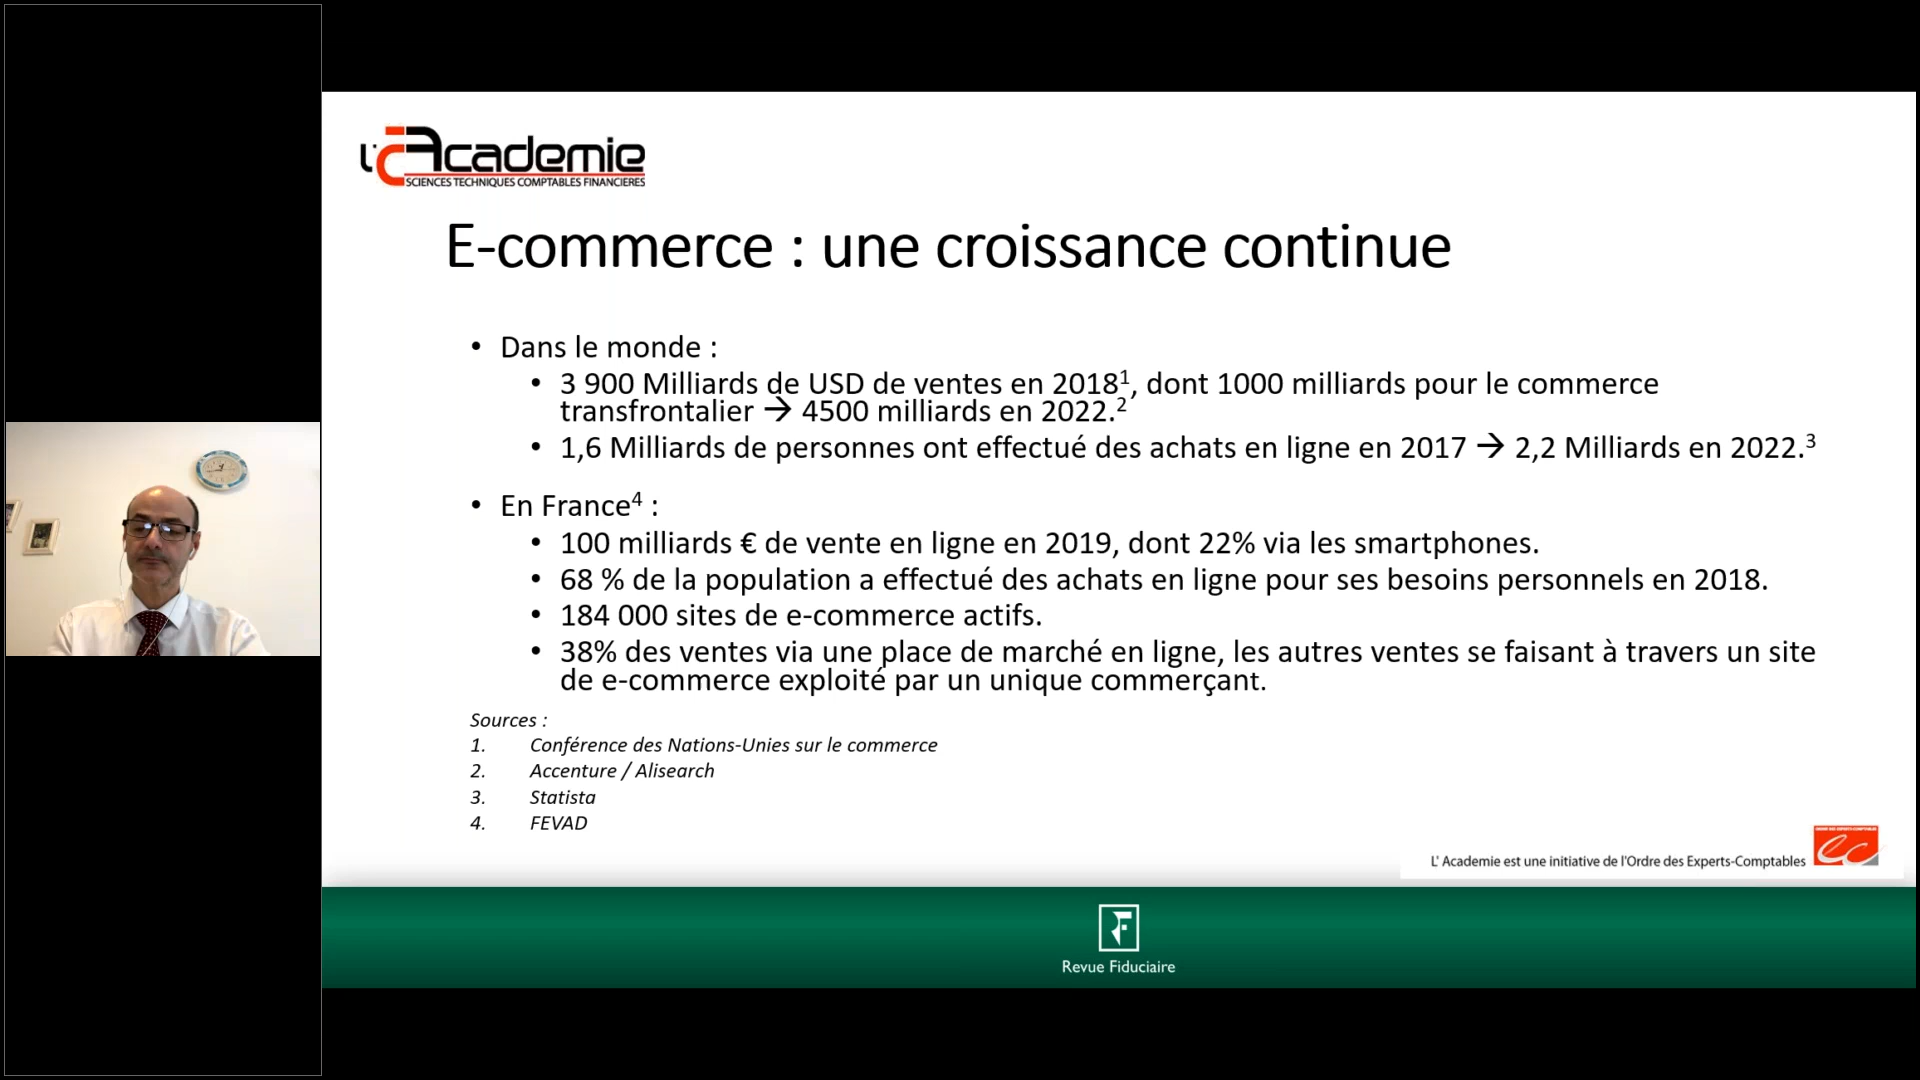 L'Academie
SCIENCES TECHNIQUES COMPTABLES FINANCIERES
E-commerce : une croissance continue
• Dans le monde :
• 3 900 Milliards de USD de ventes en 2018¹, dont 1000 milliards pour le commerce
transfrontalier → 4500 milliards en 2022.²
• 1,6 Milliards de personnes ont effectué des achats en ligne en 2017 → 2,2 Milliards en 2022.³
• En France⁴ :
• 100 milliards € de vente en ligne en 2019, dont 22% via les smartphones.
• 68 % de la population a effectué des achats en ligne pour ses besoins personnels en 2018.
• 184 000 sites de e-commerce actifs.
• 38% des ventes via une place de marché en ligne, les autres ventes se faisant à travers un site
de e-commerce exploité par un unique commerçant.
Sources :
1. Conférence des Nations-Unies sur le commerce
2. Accenture / Alisearch
3. Statista
4. FEVAD
ORDRE DES EXPERTS-COMPTABLES
ec
L' Academie est une initiative de l'Ordre des Experts-Comptables
RF
Revue Fiduciaire